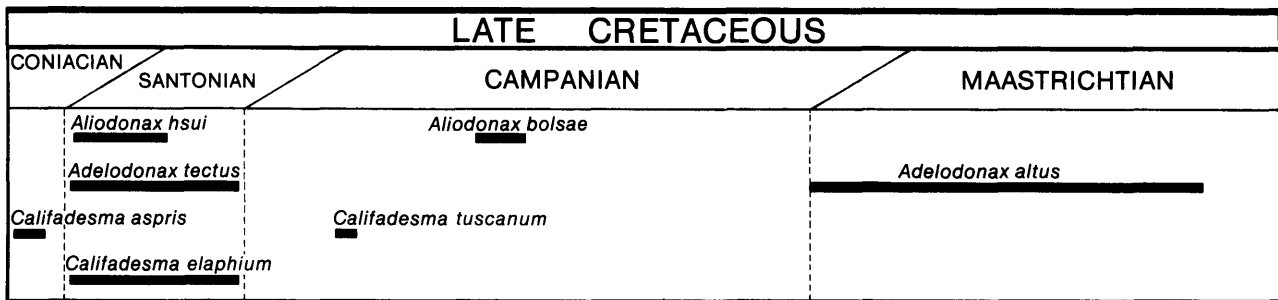 LATE CRETACEOUS
CONIACIAN SANTONIAN CAMPANIAN MAASTRICHTIAN
Aliodonax hsui Aliodonax bolsae
Adelodonax tectus Adelodonax altus
Califadesma aspris Califadesma tuscanum
Califadesma elaphium